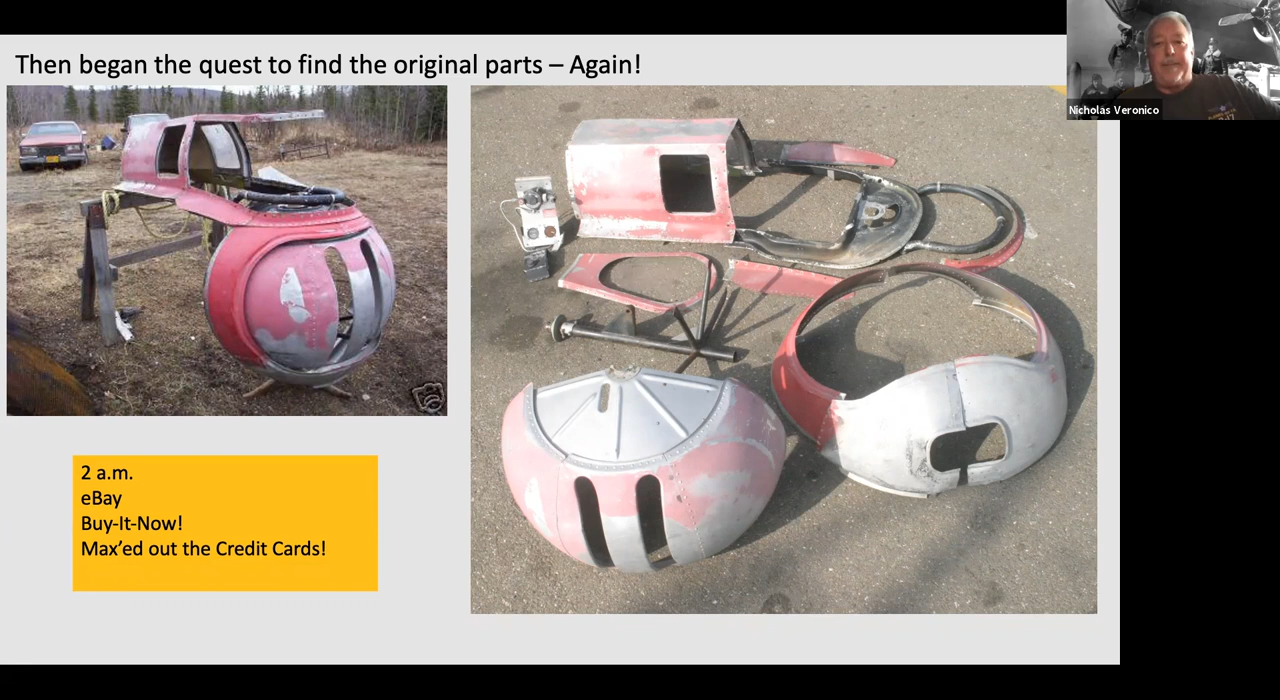 Then began the quest to find the original parts – Again!
Nicholas Veronico
2 a.m.
eBay
Buy-It-Now!
Max’ed out the Credit Cards!